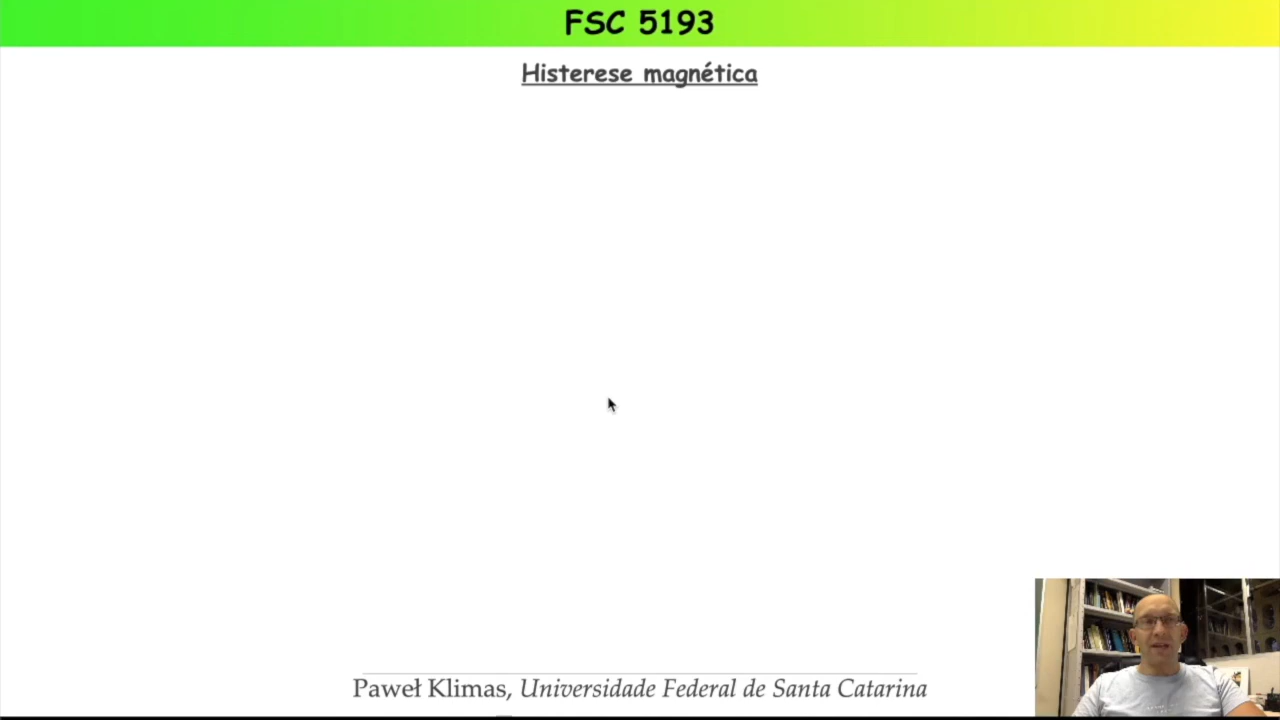 FSC 5193
Histerese magnética
Paweł Klimas, Universidade Federal de Santa Catarina